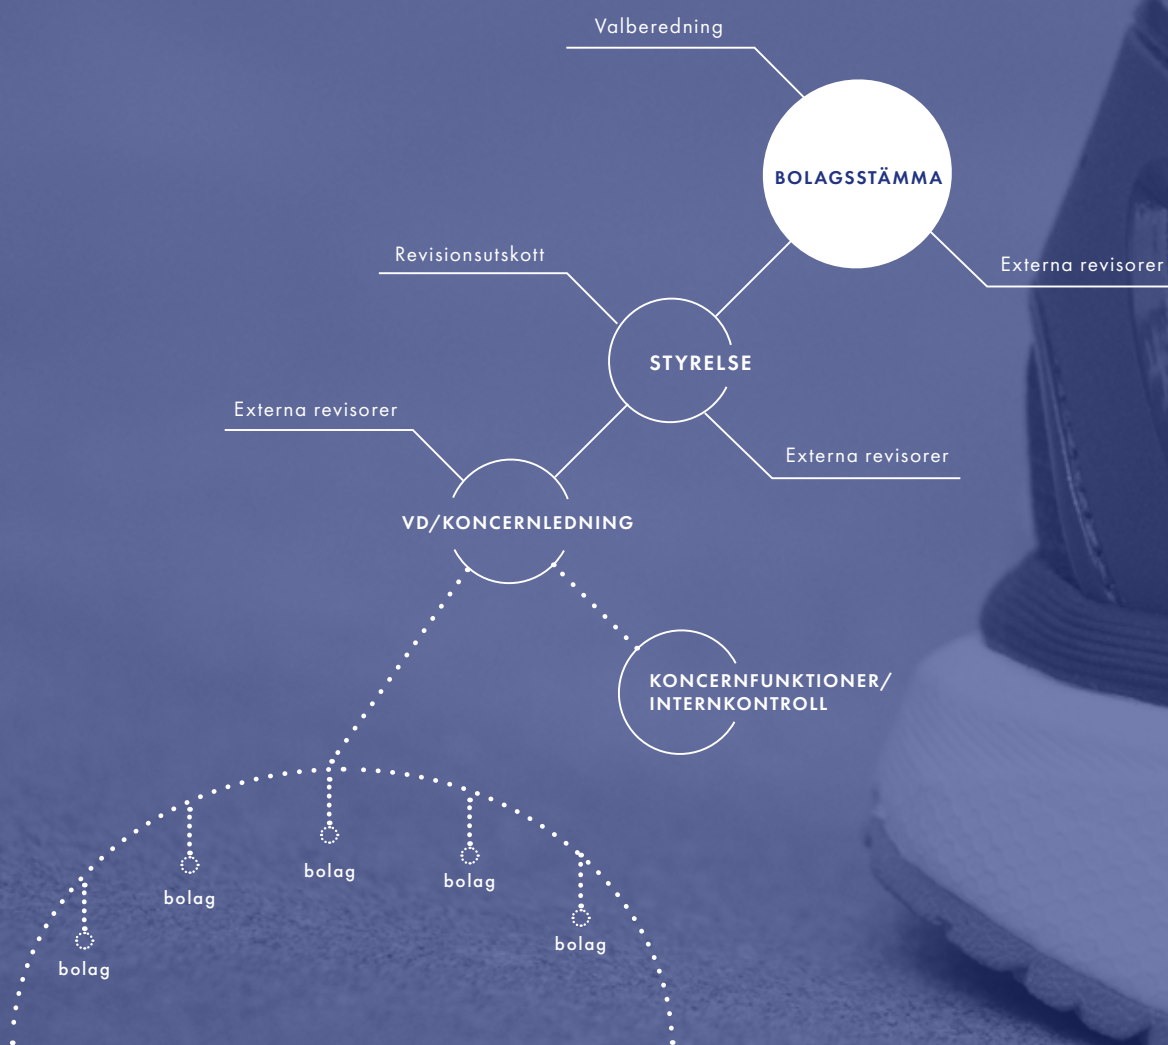 Valberedning
BOLAGSSTÄMMA
Revisionsutskott
Externa revisorer
STYRELSE
Externa revisorer
Externa revisorer
VD/KONCERNLEDNING
KONCERNFUNKTIONER/
INTERNKONTROLL
bolag
bolag
bolag
bolag
bolag